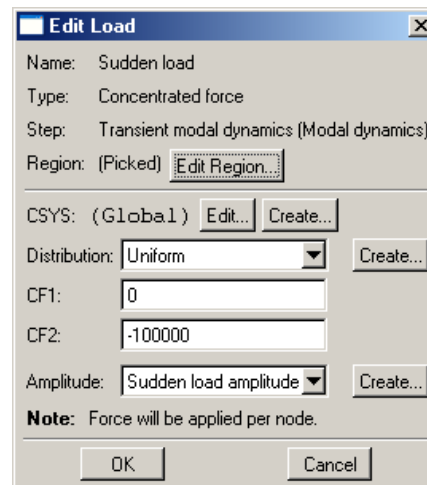 Edit Load
Name: Sudden load
Type: Concentrated force
Step: Transient modal dynamics (Modal dynamics)
Region: (Picked) Edit Region...
CSYS: (Global) Edit... Create...
Distribution: Uniform Create...
CF1: 0
CF2: -100000
Amplitude: Sudden load amplitude Create...
Note: Force will be applied per node.
OK Cancel